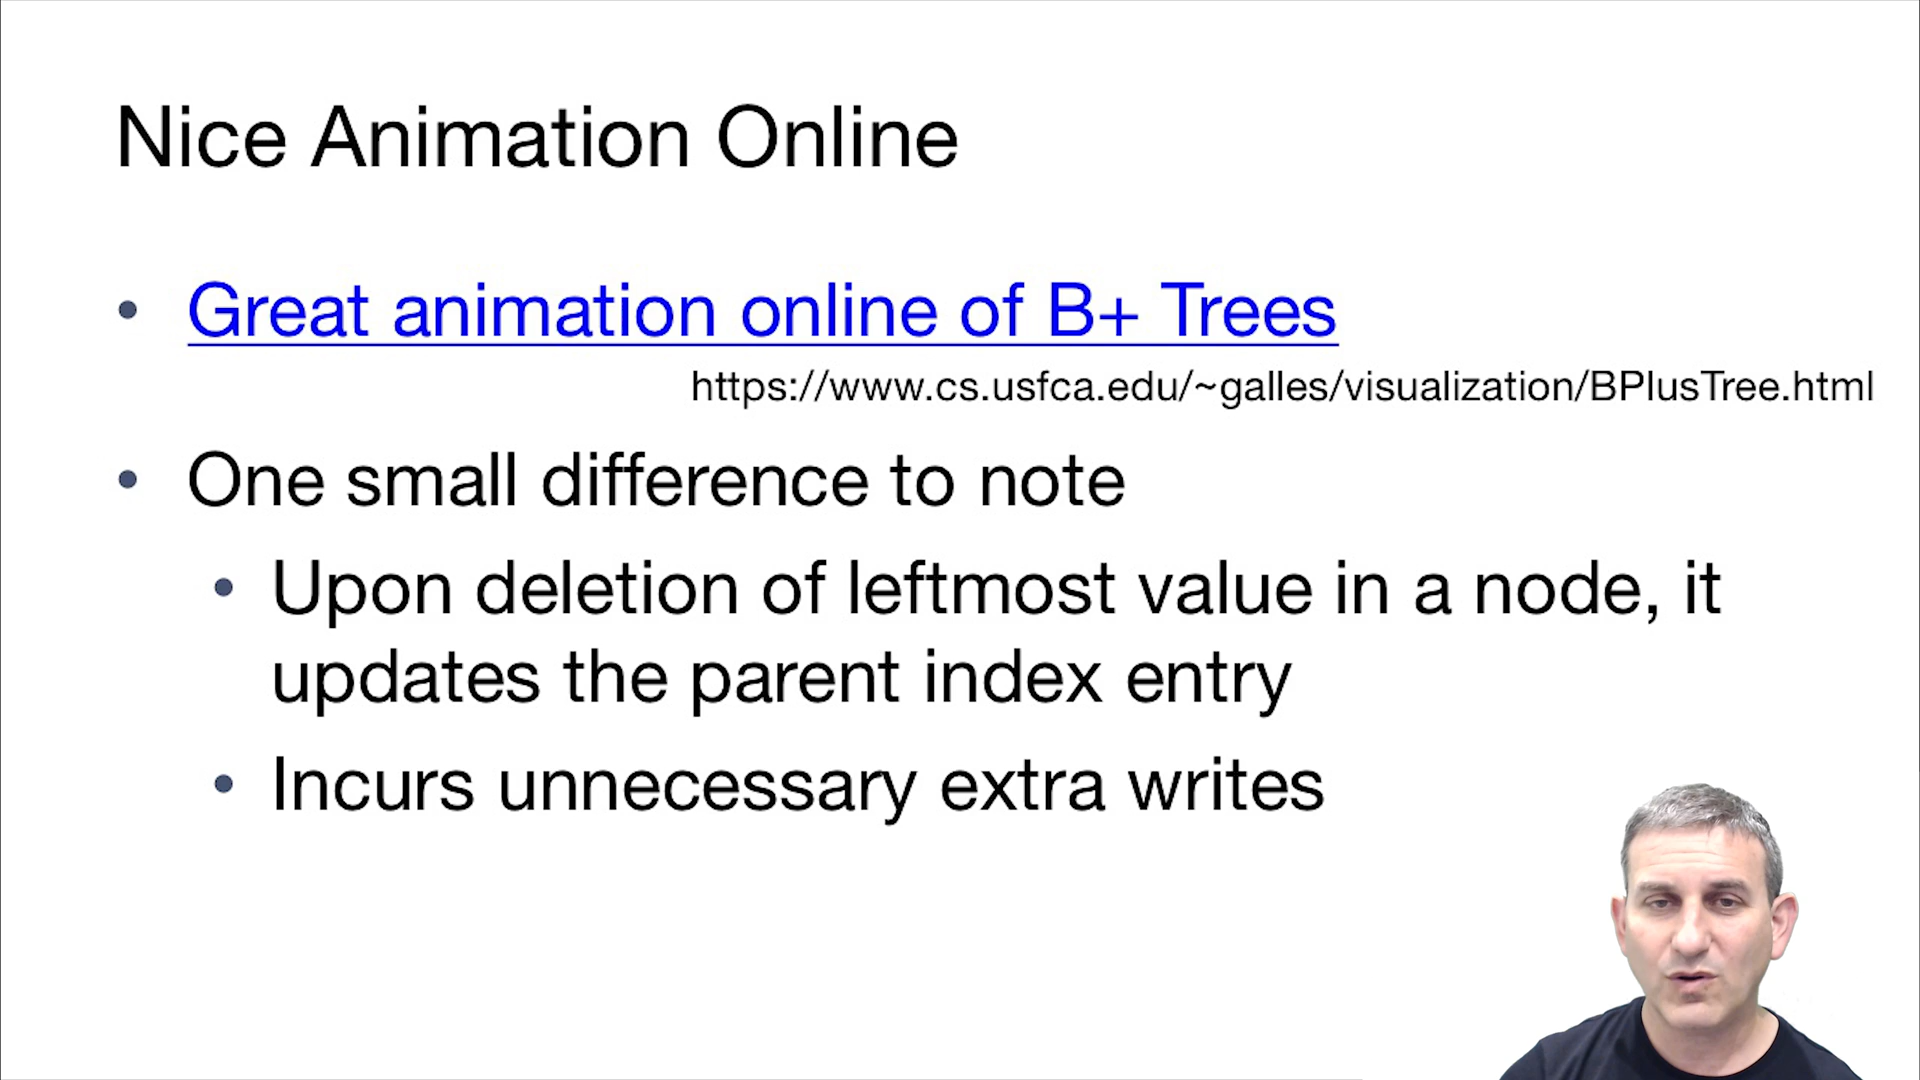 Nice Animation Online
• Great animation online of B+ Trees
https://www.cs.usfca.edu/~galles/visualization/BPlusTree.html
• One small difference to note
• Upon deletion of leftmost value in a node, it
updates the parent index entry
• Incurs unnecessary extra writes